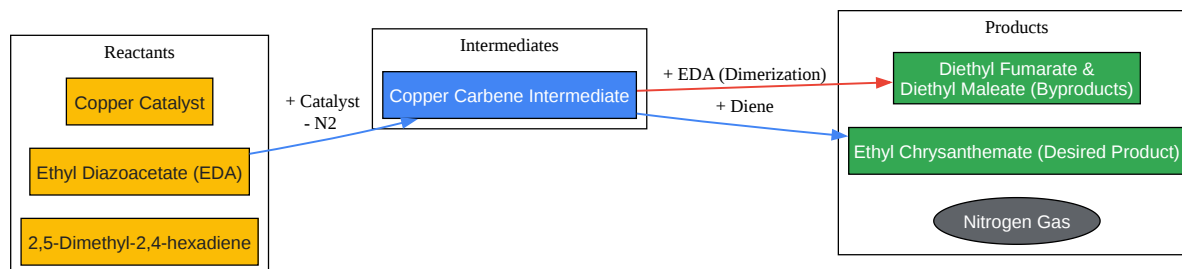 Reactants
Copper Catalyst
Ethyl Diazoacetate (EDA)
2,5-Dimethyl-2,4-hexadiene
+ Catalyst
- N2
Intermediates
Copper Carbene Intermediate
+ EDA (Dimerization)
+ Diene
Products
Diethyl Fumarate &
Diethyl Maleate (Byproducts)
Ethyl Chrysanthemate (Desired Product)
Nitrogen Gas